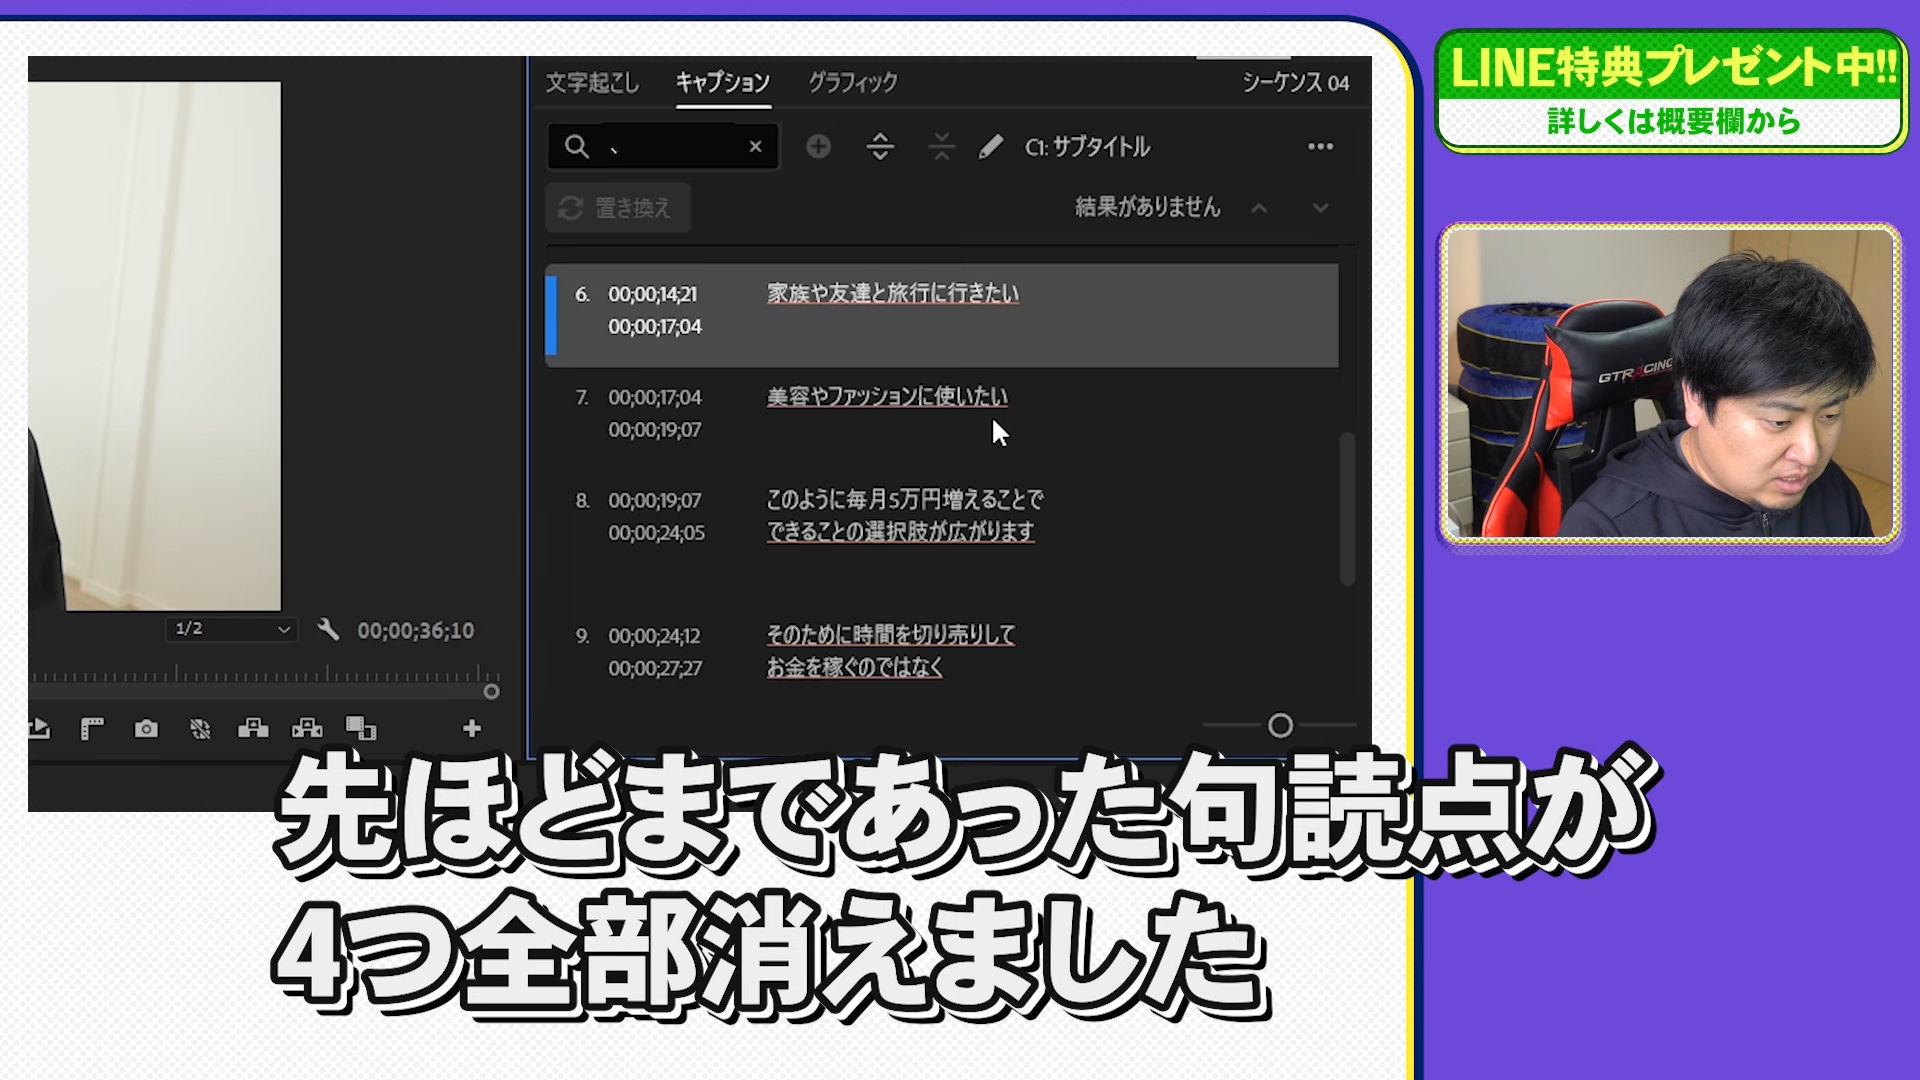 文字起こし キャプション グラフィック シーケンス 04
、 C1: サブタイトル
置き換え 結果がありません
6. 00;00;14;21 家族や友達と旅行に行きたい
00;00;17;04
7. 00;00;17;04 美容やファッションに使いたい
00;00;19;07
8. 00;00;19;07 このように毎月5万円増えることで
00;00;24;05 できることの選択肢が広がります
9. 00;00;24;12 そのために時間を切り売りして
00;00;27;27 お金を稼ぐのではなく
1/2 00;00;36;10
先ほどまであった句読点が
4つ全部消えました
LINE特典プレゼント中!!
詳しくは概要欄から
GTRACING